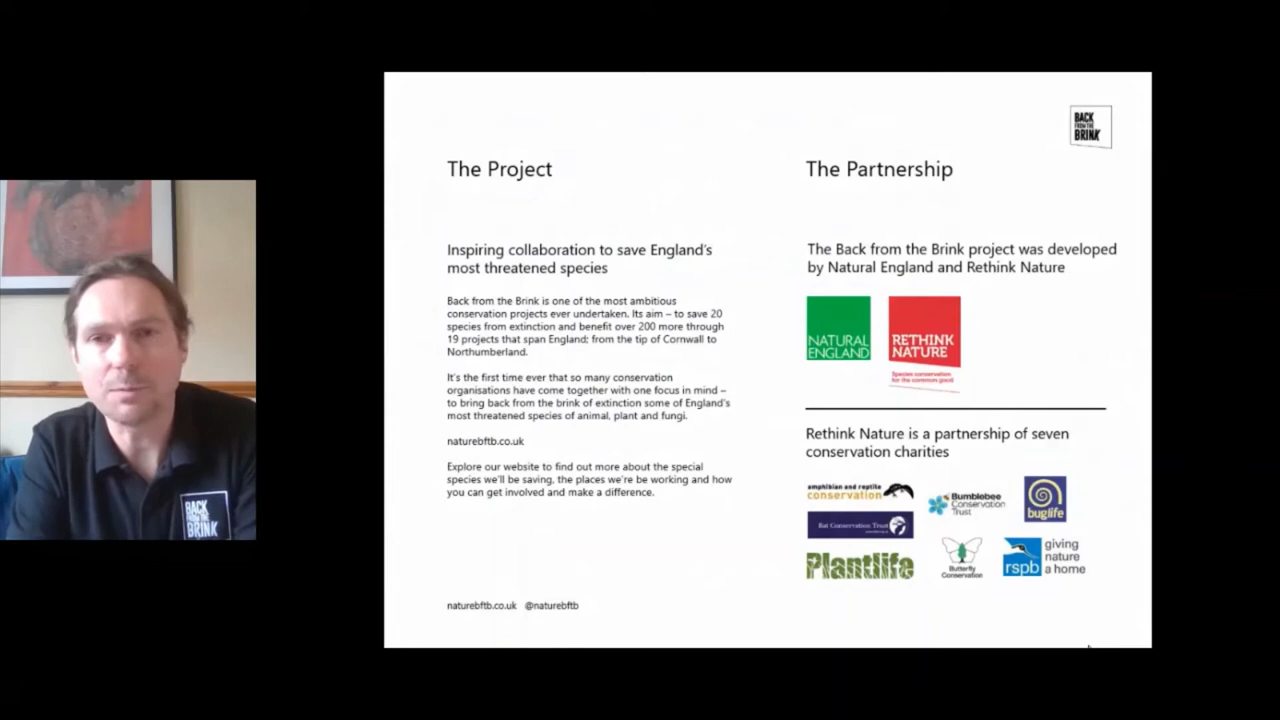 BACK
FROM THE
BRINK
The Project
Inspiring collaboration to save England's
most threatened species
Back from the Brink is one of the most ambitious
conservation projects ever undertaken. Its aim – to save 20
species from extinction and benefit over 200 more through
19 projects that span England; from the tip of Cornwall to
Northumberland.
It's the first time ever that so many conservation
organisations have come together with one focus in mind –
to bring back from the brink of extinction some of England's
most threatened species of animal, plant and fungi.
naturebftb.co.uk
Explore our website to find out more about the special
species we'll be saving, the places we're be working and how
you can get involved and make a difference.
naturebftb.co.uk @naturebftb
The Partnership
The Back from the Brink project was developed
by Natural England and Rethink Nature
NATURAL
ENGLAND
RETHINK
NATURE
Species conservation
for the common good
Rethink Nature is a partnership of seven
conservation charities
amphibian and reptile
conservation
Bumblebee
Conservation
Trust
buglife
Bat Conservation Trust
Plantlife
Butterfly
Conservation
rspb
giving
nature
a home
BACK
FROM THE
BRINK